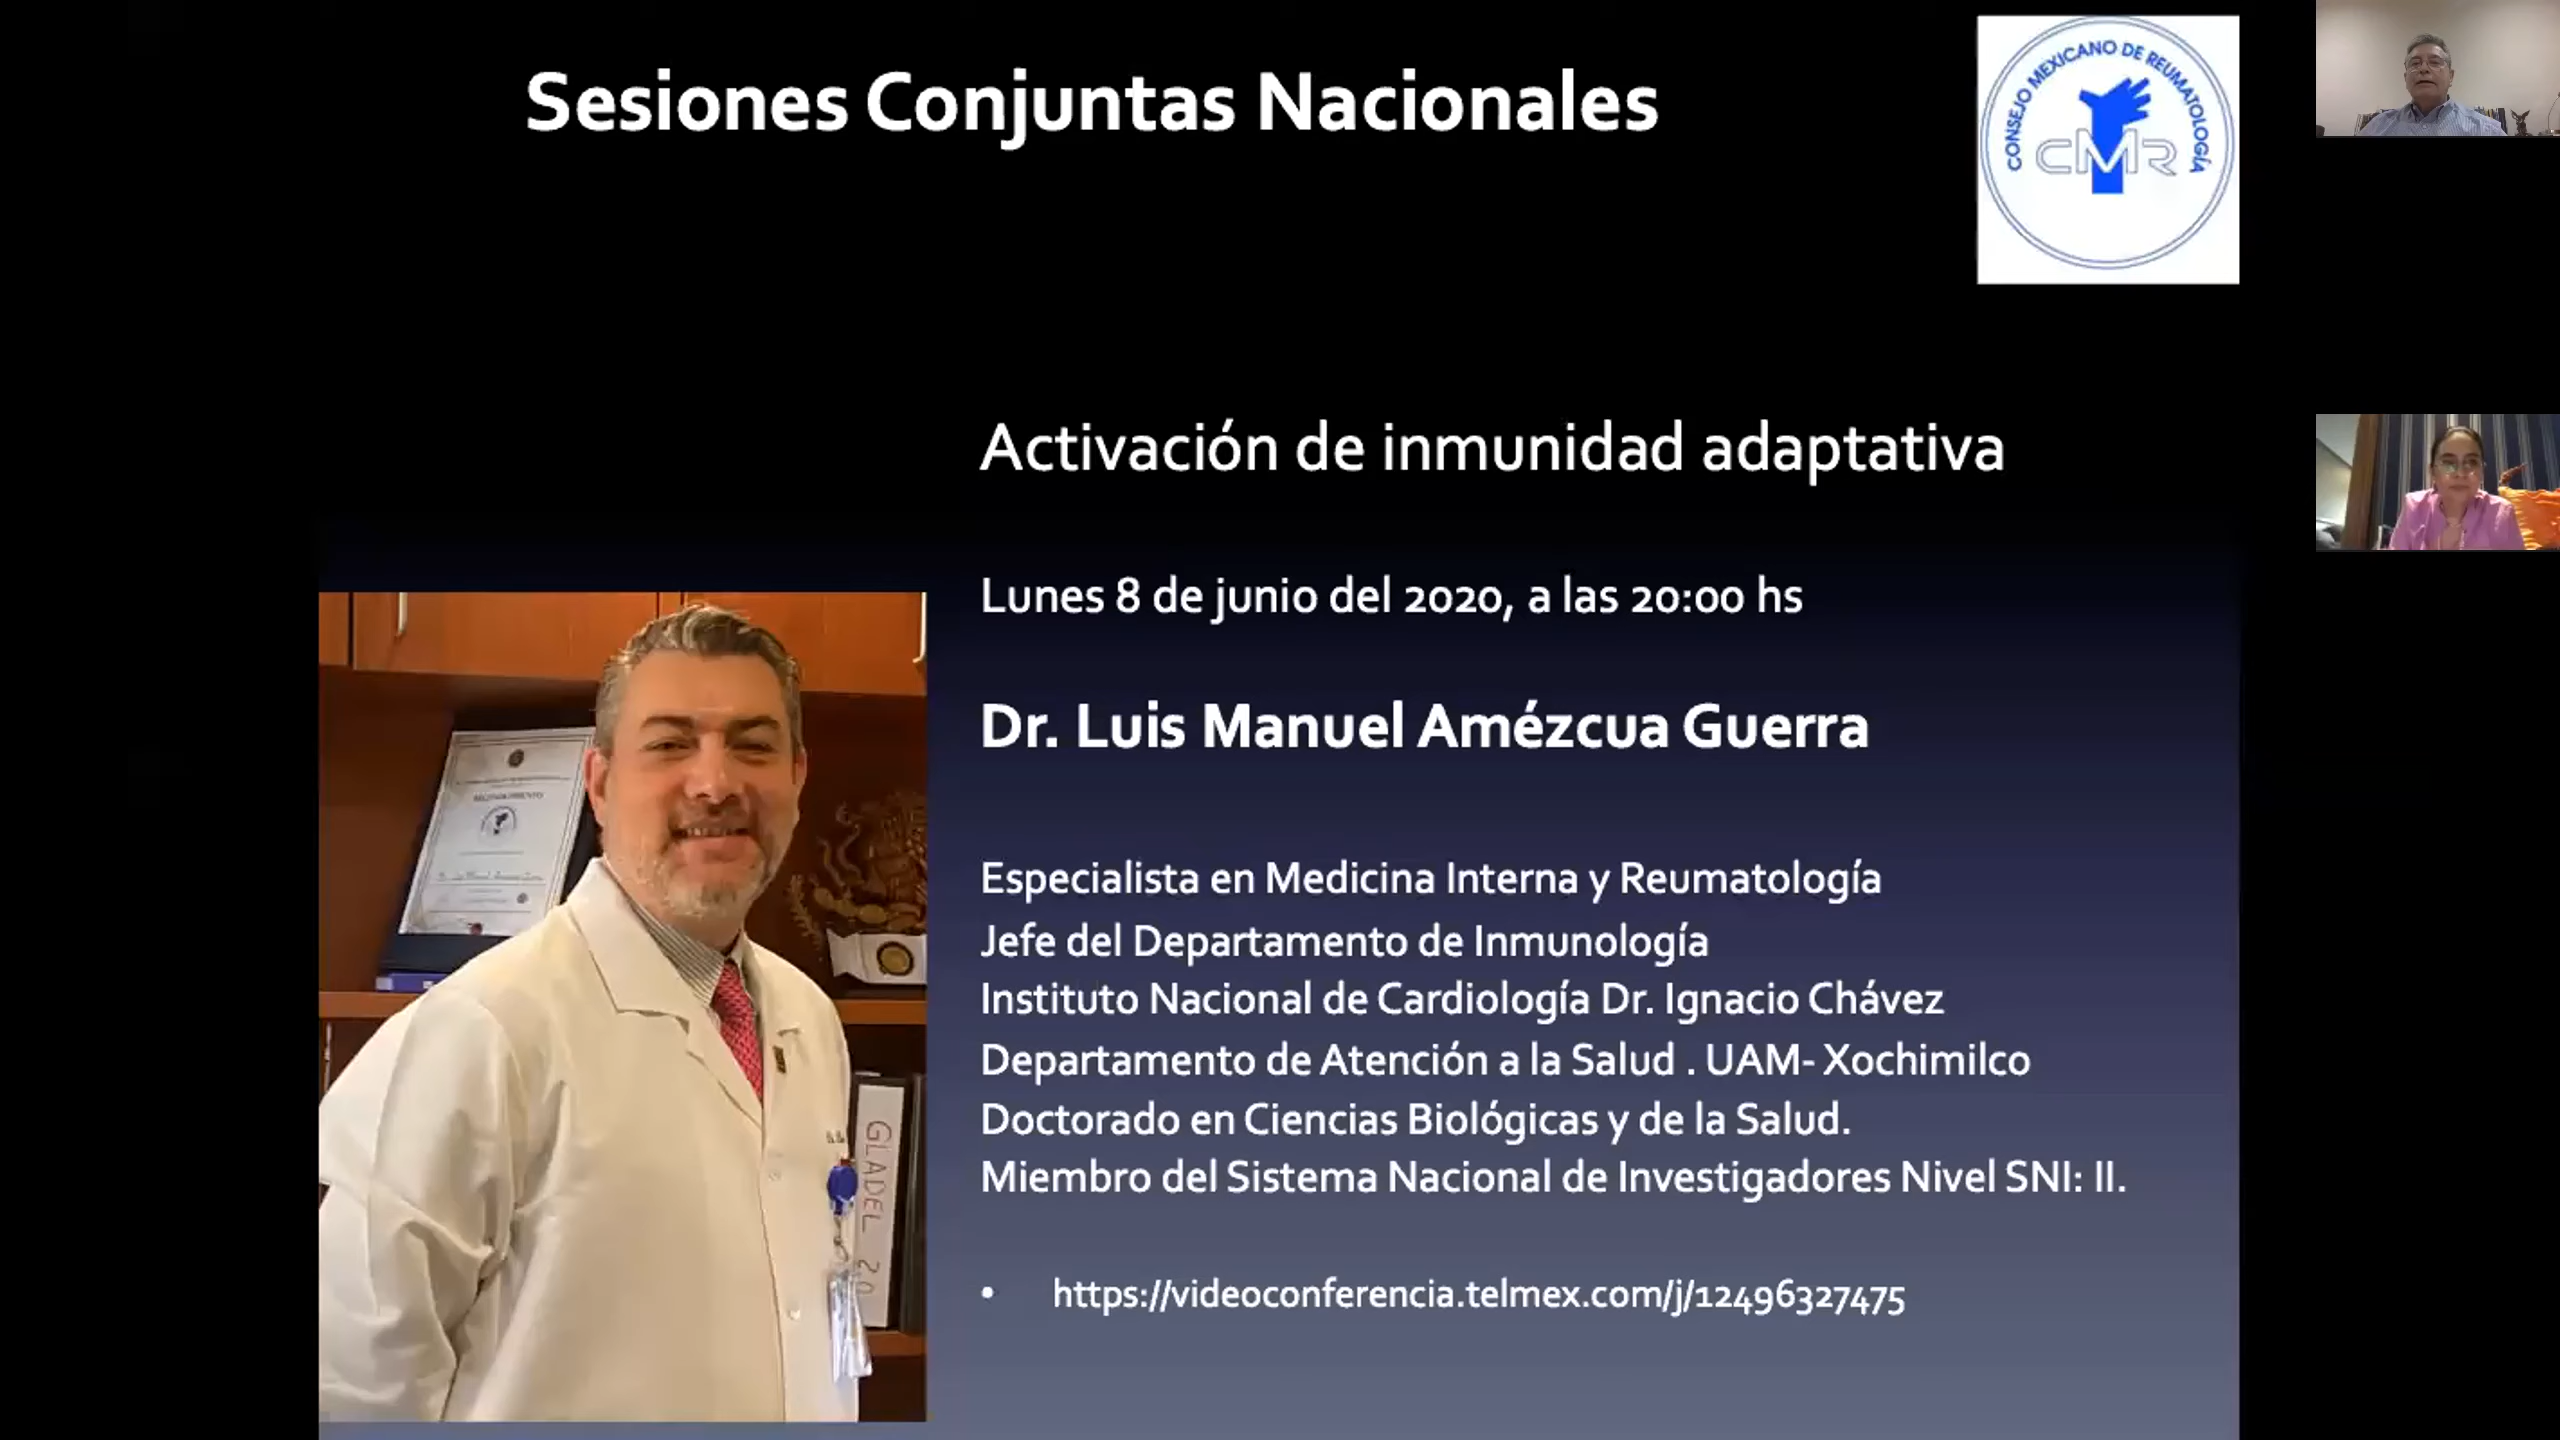 Sesiones Conjuntas Nacionales
CONSEJO MEXICANO DE REUMATOLOGÍA
CMR
Activación de inmunidad adaptativa
Lunes 8 de junio del 2020, a las 20:00 hs
Dr. Luis Manuel Amézcua Guerra
Especialista en Medicina Interna y Reumatología
Jefe del Departamento de Inmunología
Instituto Nacional de Cardiología Dr. Ignacio Chávez
Departamento de Atención a la Salud . UAM- Xochimilco
Doctorado en Ciencias Biológicas y de la Salud.
Miembro del Sistema Nacional de Investigadores Nivel SNI: II.
• https://videoconferencia.telmex.com/j/12496327475
RECONOCIMIENTO
GLADEL 2.0